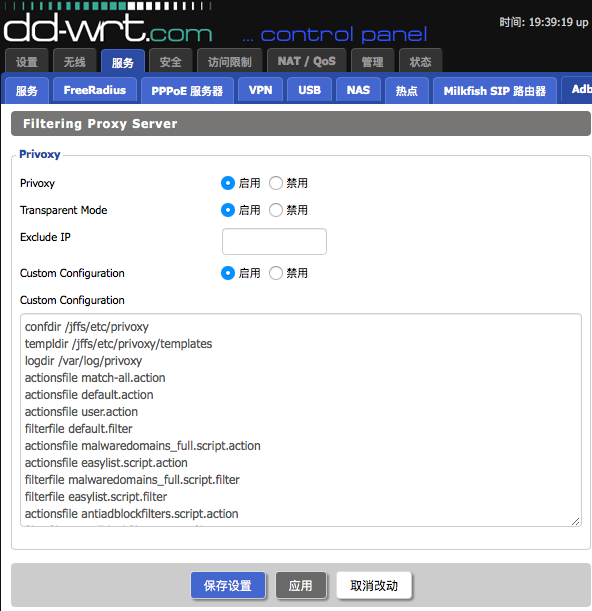 dd-wrt.com ... control panel
时间: 19:39:19 up
设置 无线 服务 安全 访问限制 NAT / QoS 管理 状态
服务 FreeRadius PPPoE 服务器 VPN USB NAS 热点 Milkfish SIP 路由器 Adb
Filtering Proxy Server
Privoxy
Privoxy 启用 禁用
Transparent Mode 启用 禁用
Exclude IP
Custom Configuration 启用 禁用
Custom Configuration
confdir /jffs/etc/privoxy
templdir /jffs/etc/privoxy/templates
logdir /var/log/privoxy
actionsfile match-all.action
actionsfile default.action
actionsfile user.action
filterfile default.filter
actionsfile malwaredomains_full.script.action
actionsfile easylist.script.action
filterfile malwaredomains_full.script.filter
filterfile easylist.script.filter
actionsfile antiadblockfilters.script.action
保存设置 应用 取消改动